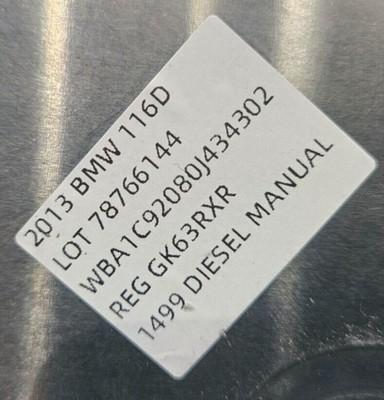 2013 BMW 116D
LOT 78766144
WBA1C92080J434302
REG GK63RXR
1499 DIESEL MANUAL